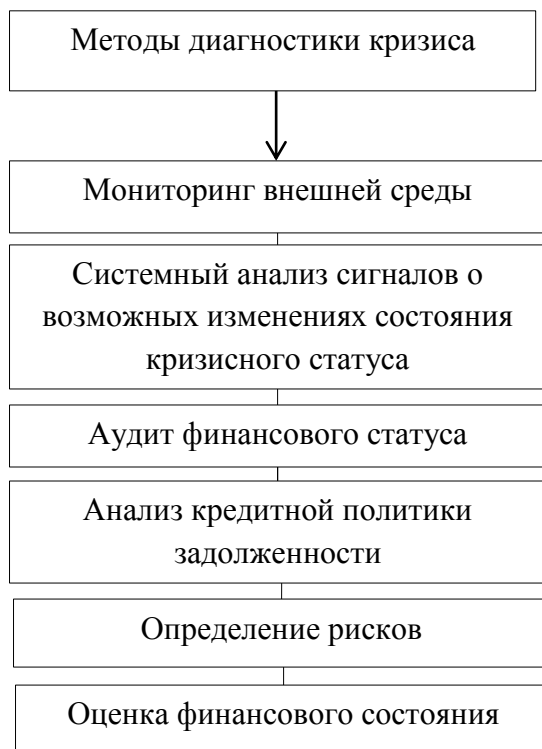 Методы диагностики кризиса
Мониторинг внешней среды
Системный анализ сигналов о
возможных изменениях состояния
кризисного статуса
Аудит финансового статуса
Анализ кредитной политики
задолженности
Определение рисков
Оценка финансового состояния